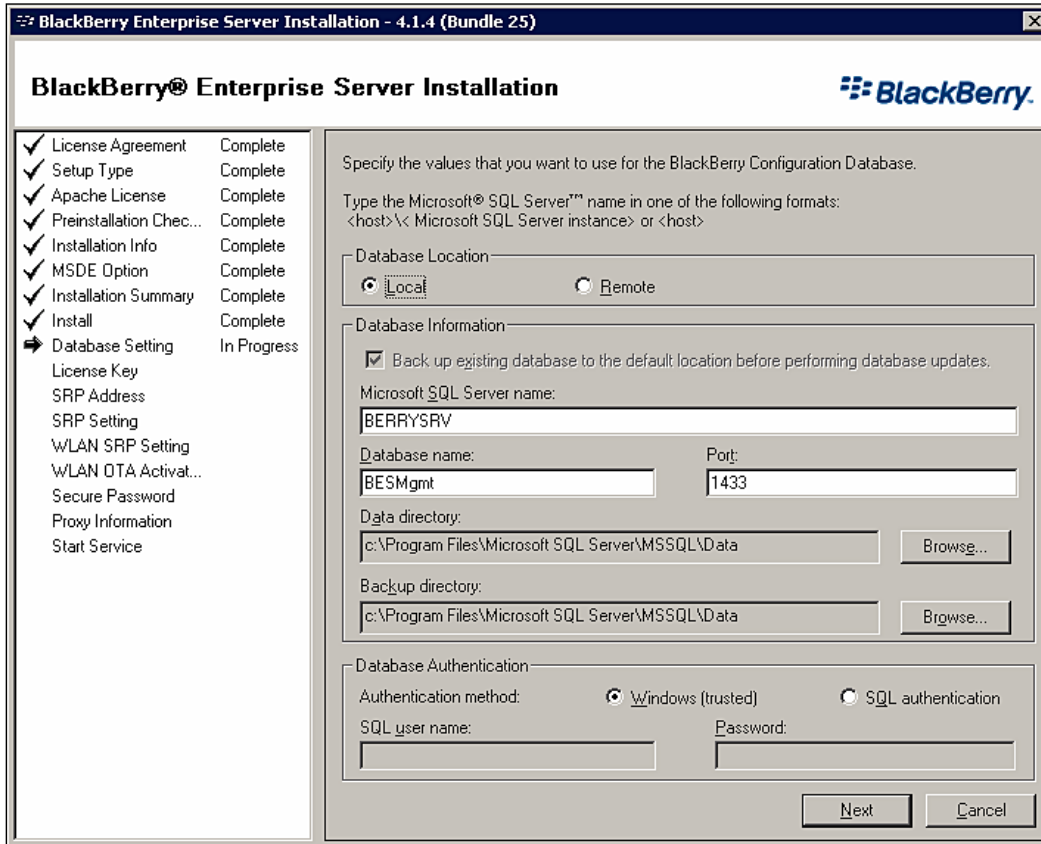 BlackBerry Enterprise Server Installation - 4.1.4 (Bundle 25)
BlackBerry® Enterprise Server Installation
BlackBerry.
License Agreement Complete
Setup Type Complete
Apache License Complete
Preinstallation Chec... Complete
Installation Info Complete
MSDE Option Complete
Installation Summary Complete
Install Complete
Database Setting In Progress
License Key
SRP Address
SRP Setting
WLAN SRP Setting
WLAN OTA Activat...
Secure Password
Proxy Information
Start Service
Specify the values that you want to use for the BlackBerry Configuration Database.
Type the Microsoft® SQL Server™ name in one of the following formats:
<host>\< Microsoft SQL Server instance> or <host>
Database Location
Local Remote
Database Information
Back up existing database to the default location before performing database updates.
Microsoft SQL Server name:
BERRYSRV
Database name: Port:
BESMgmt 1433
Data directory:
c:\Program Files\Microsoft SQL Server\MSSQL\Data Browse...
Backup directory:
c:\Program Files\Microsoft SQL Server\MSSQL\Data Browse...
Database Authentication
Authentication method: Windows (trusted) SQL authentication
SQL user name: Password:
Next Cancel